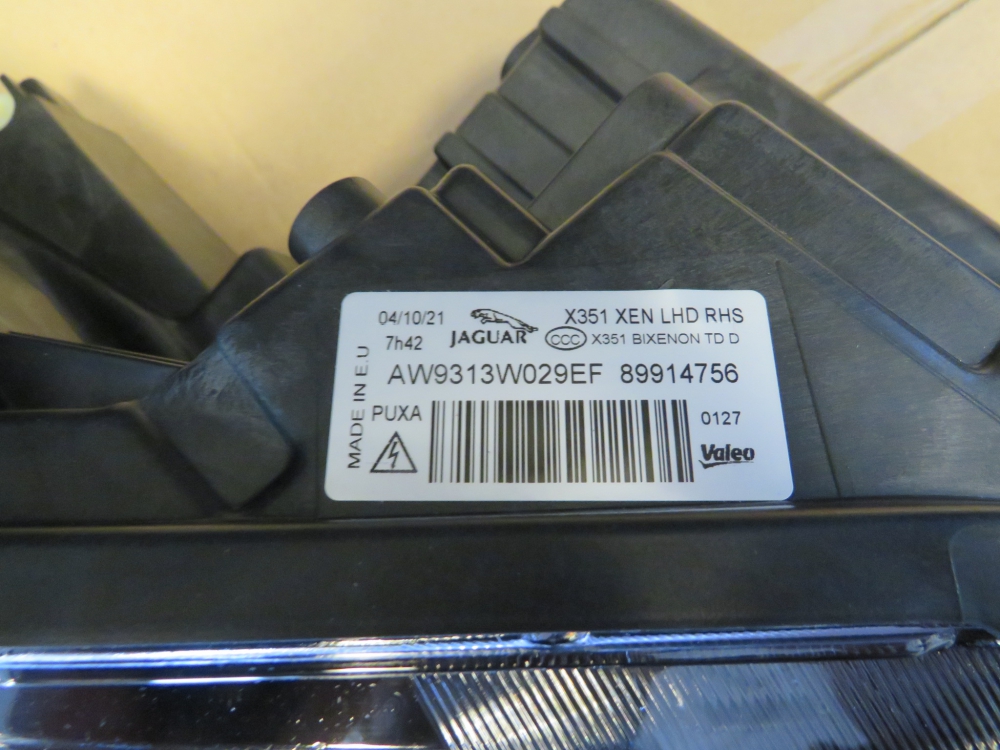 04/10/21 JAGUAR X351 XEN LHD RHS
7h42 CCC X351 BIXENON TD D
MADE IN E.U
AW9313W029EF 89914756
PUXA 0127
Valeo